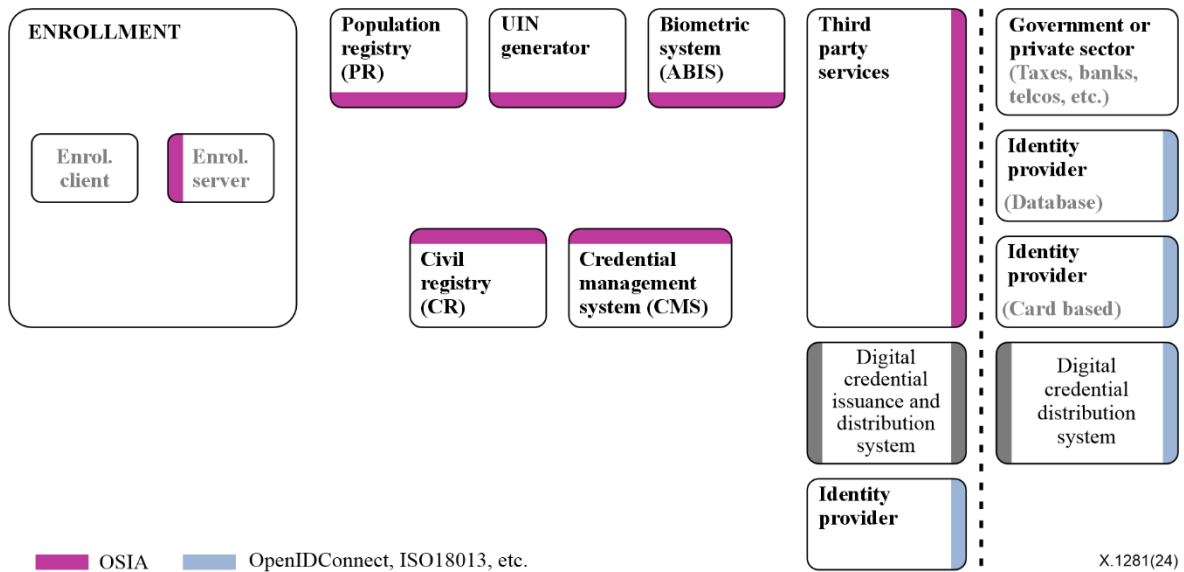 ENROLLMENT
Enrol.
client
Enrol.
server
Population
registry
(PR)
UIN
generator
Biometric
system
(ABIS)
Civil
registry
(CR)
Credential
management
system (CMS)
Third
party
services
Digital
credential
issuance and
distribution
system
Identity
provider
Government or
private sector
(Taxes, banks,
telcos, etc.)
Identity
provider
(Database)
Identity
provider
(Card based)
Digital
credential
distribution
system
OSIA
OpenIDConnect, ISO18013, etc.
X.1281(24)